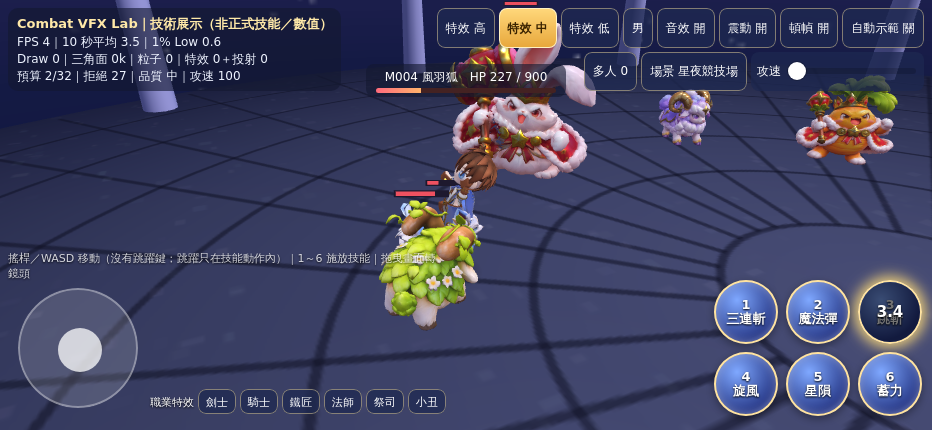 Combat VFX Lab｜技術展示（非正式技能／數值）
FPS 4｜10 秒平均 3.5｜1% Low 0.6
Draw 0｜三角面 0k｜粒子 0｜特效 0+投射 0
預算 2/32｜拒絕 27｜品質 中｜攻速 100
特效 高
特效 中
特效 低
男
音效 開
震動 開
頓幀 開
自動示範 關
M004 風羽狐 HP 227 / 900
多人 0
場景 星夜競技場
攻速
搖桿／WASD 移動（沒有跳躍鍵；跳躍只在技能動作內）｜1~6 施放技能｜拖曳畫面轉
鏡頭
1
三連斬
2
魔法彈
3
跳斬
3.4
4
旋風
5
星隕
6
蓄力
職業特效
劍士
騎士
鐵匠
法師
祭司
小丑